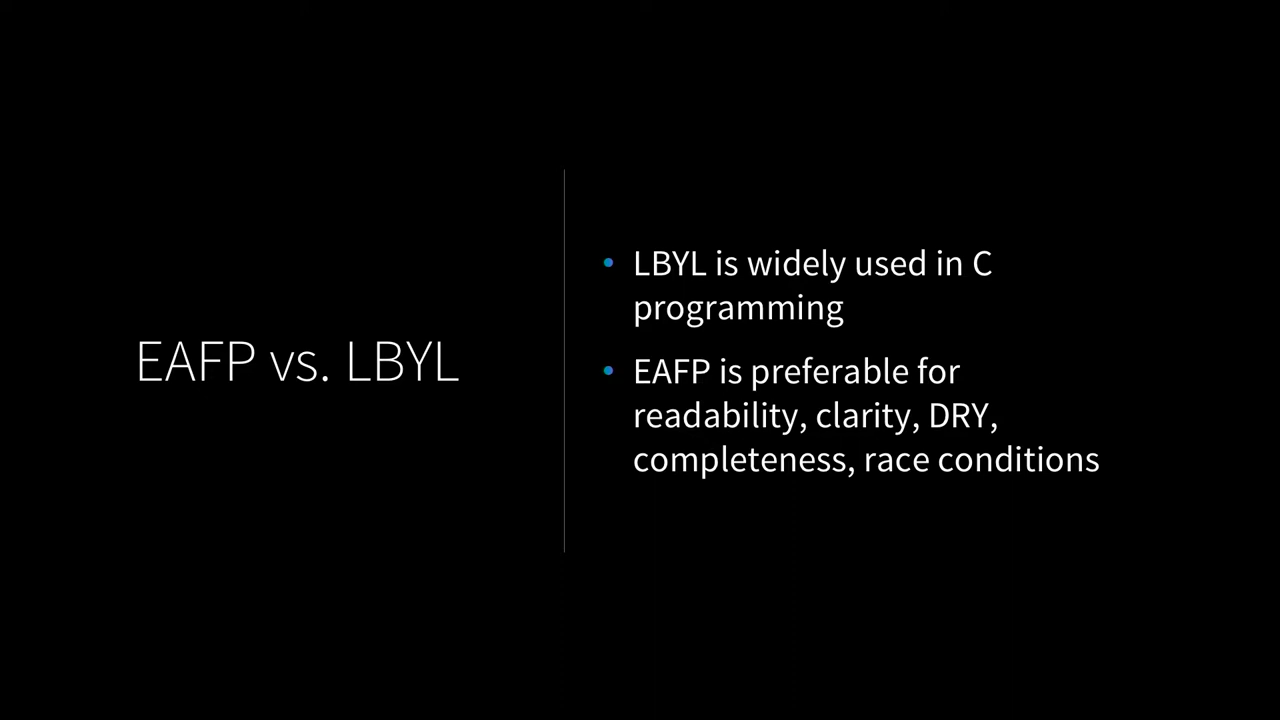 EAFP vs. LBYL
• LBYL is widely used in C
programming
• EAFP is preferable for
readability, clarity, DRY,
completeness, race conditions